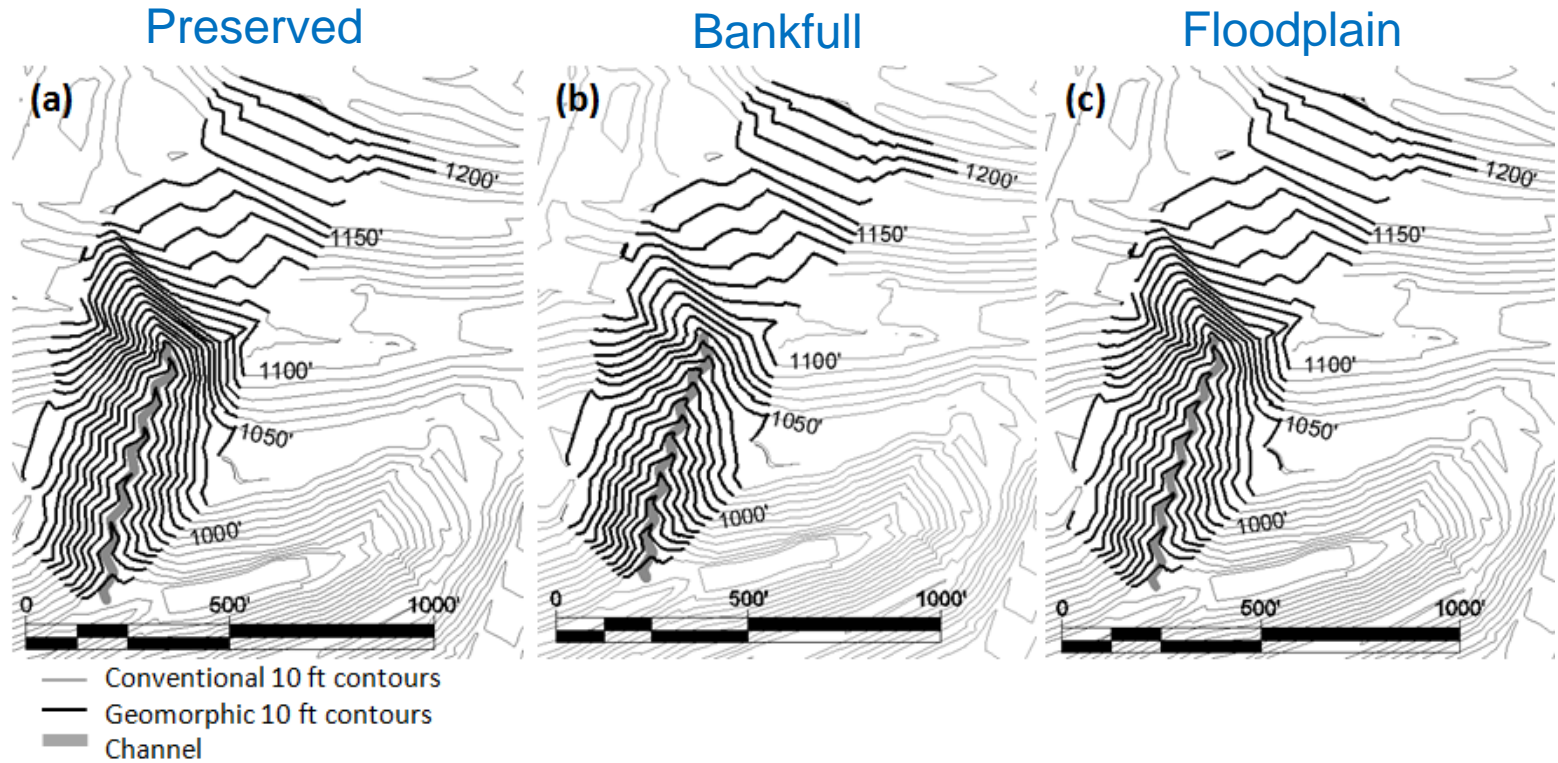 Preserved
Bankfull
Floodplain
(a)
1200'
1150'
1100'
1050'
1000'
0 500' 1000'
(b)
1200'
1150'
1100'
1050'
1000'
0 500' 1000'
(c)
1200'
1150'
1100'
1050'
1000'
0 500' 1000'
Conventional 10 ft contours
Geomorphic 10 ft contours
Channel